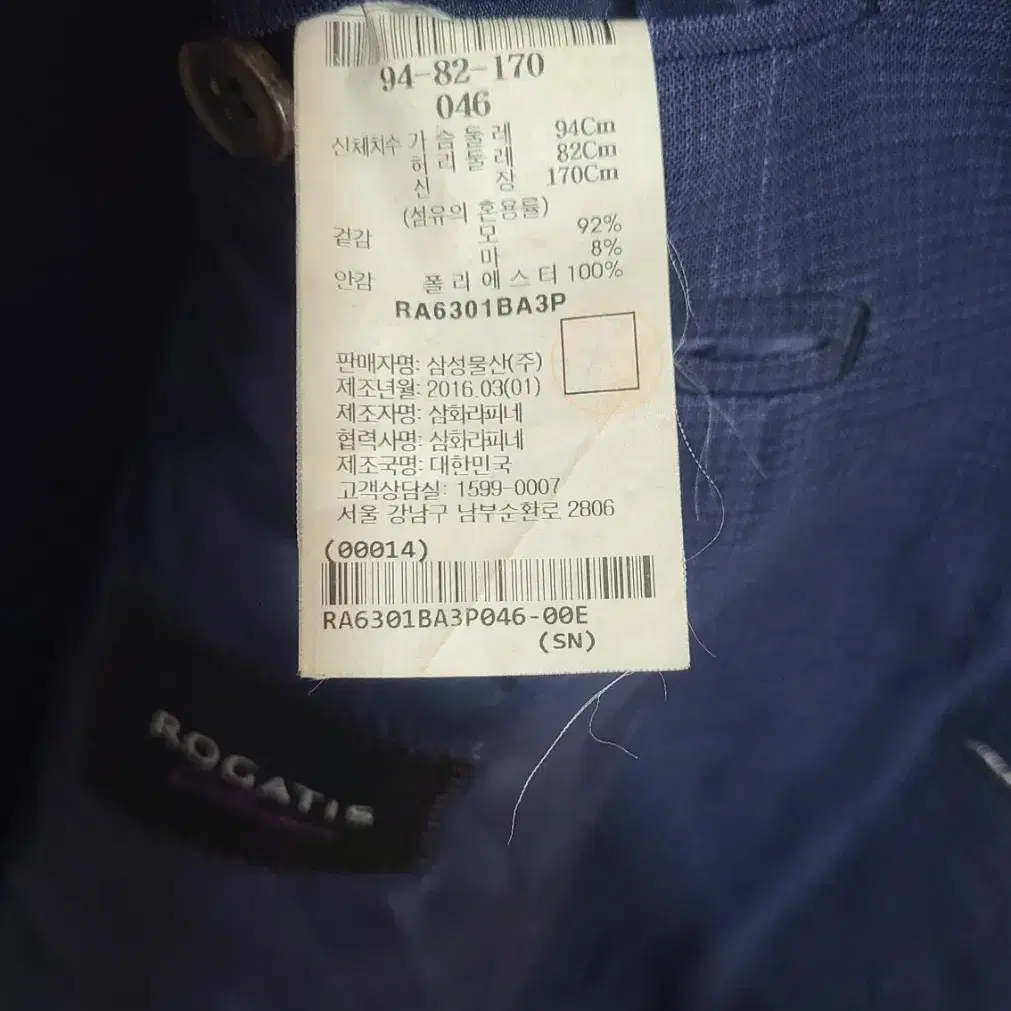 94-82-170
046
신체치수 가슴둘레 94Cm
허리둘레 82Cm
신장 170Cm
(섬유의 혼용률)
겉감 모 92%
마 8%
안감 폴리에스터 100%
RA6301BA3P
판매자명: 삼성물산(주)
제조년월: 2016.03(01)
제조자명: 삼화라피네
협력사명: 삼화라피네
제조국명: 대한민국
고객상담실: 1599-0007
서울 강남구 남부순환로 2806
(00014)
RA6301BA3P046-00E
(SN)
ROGATIS